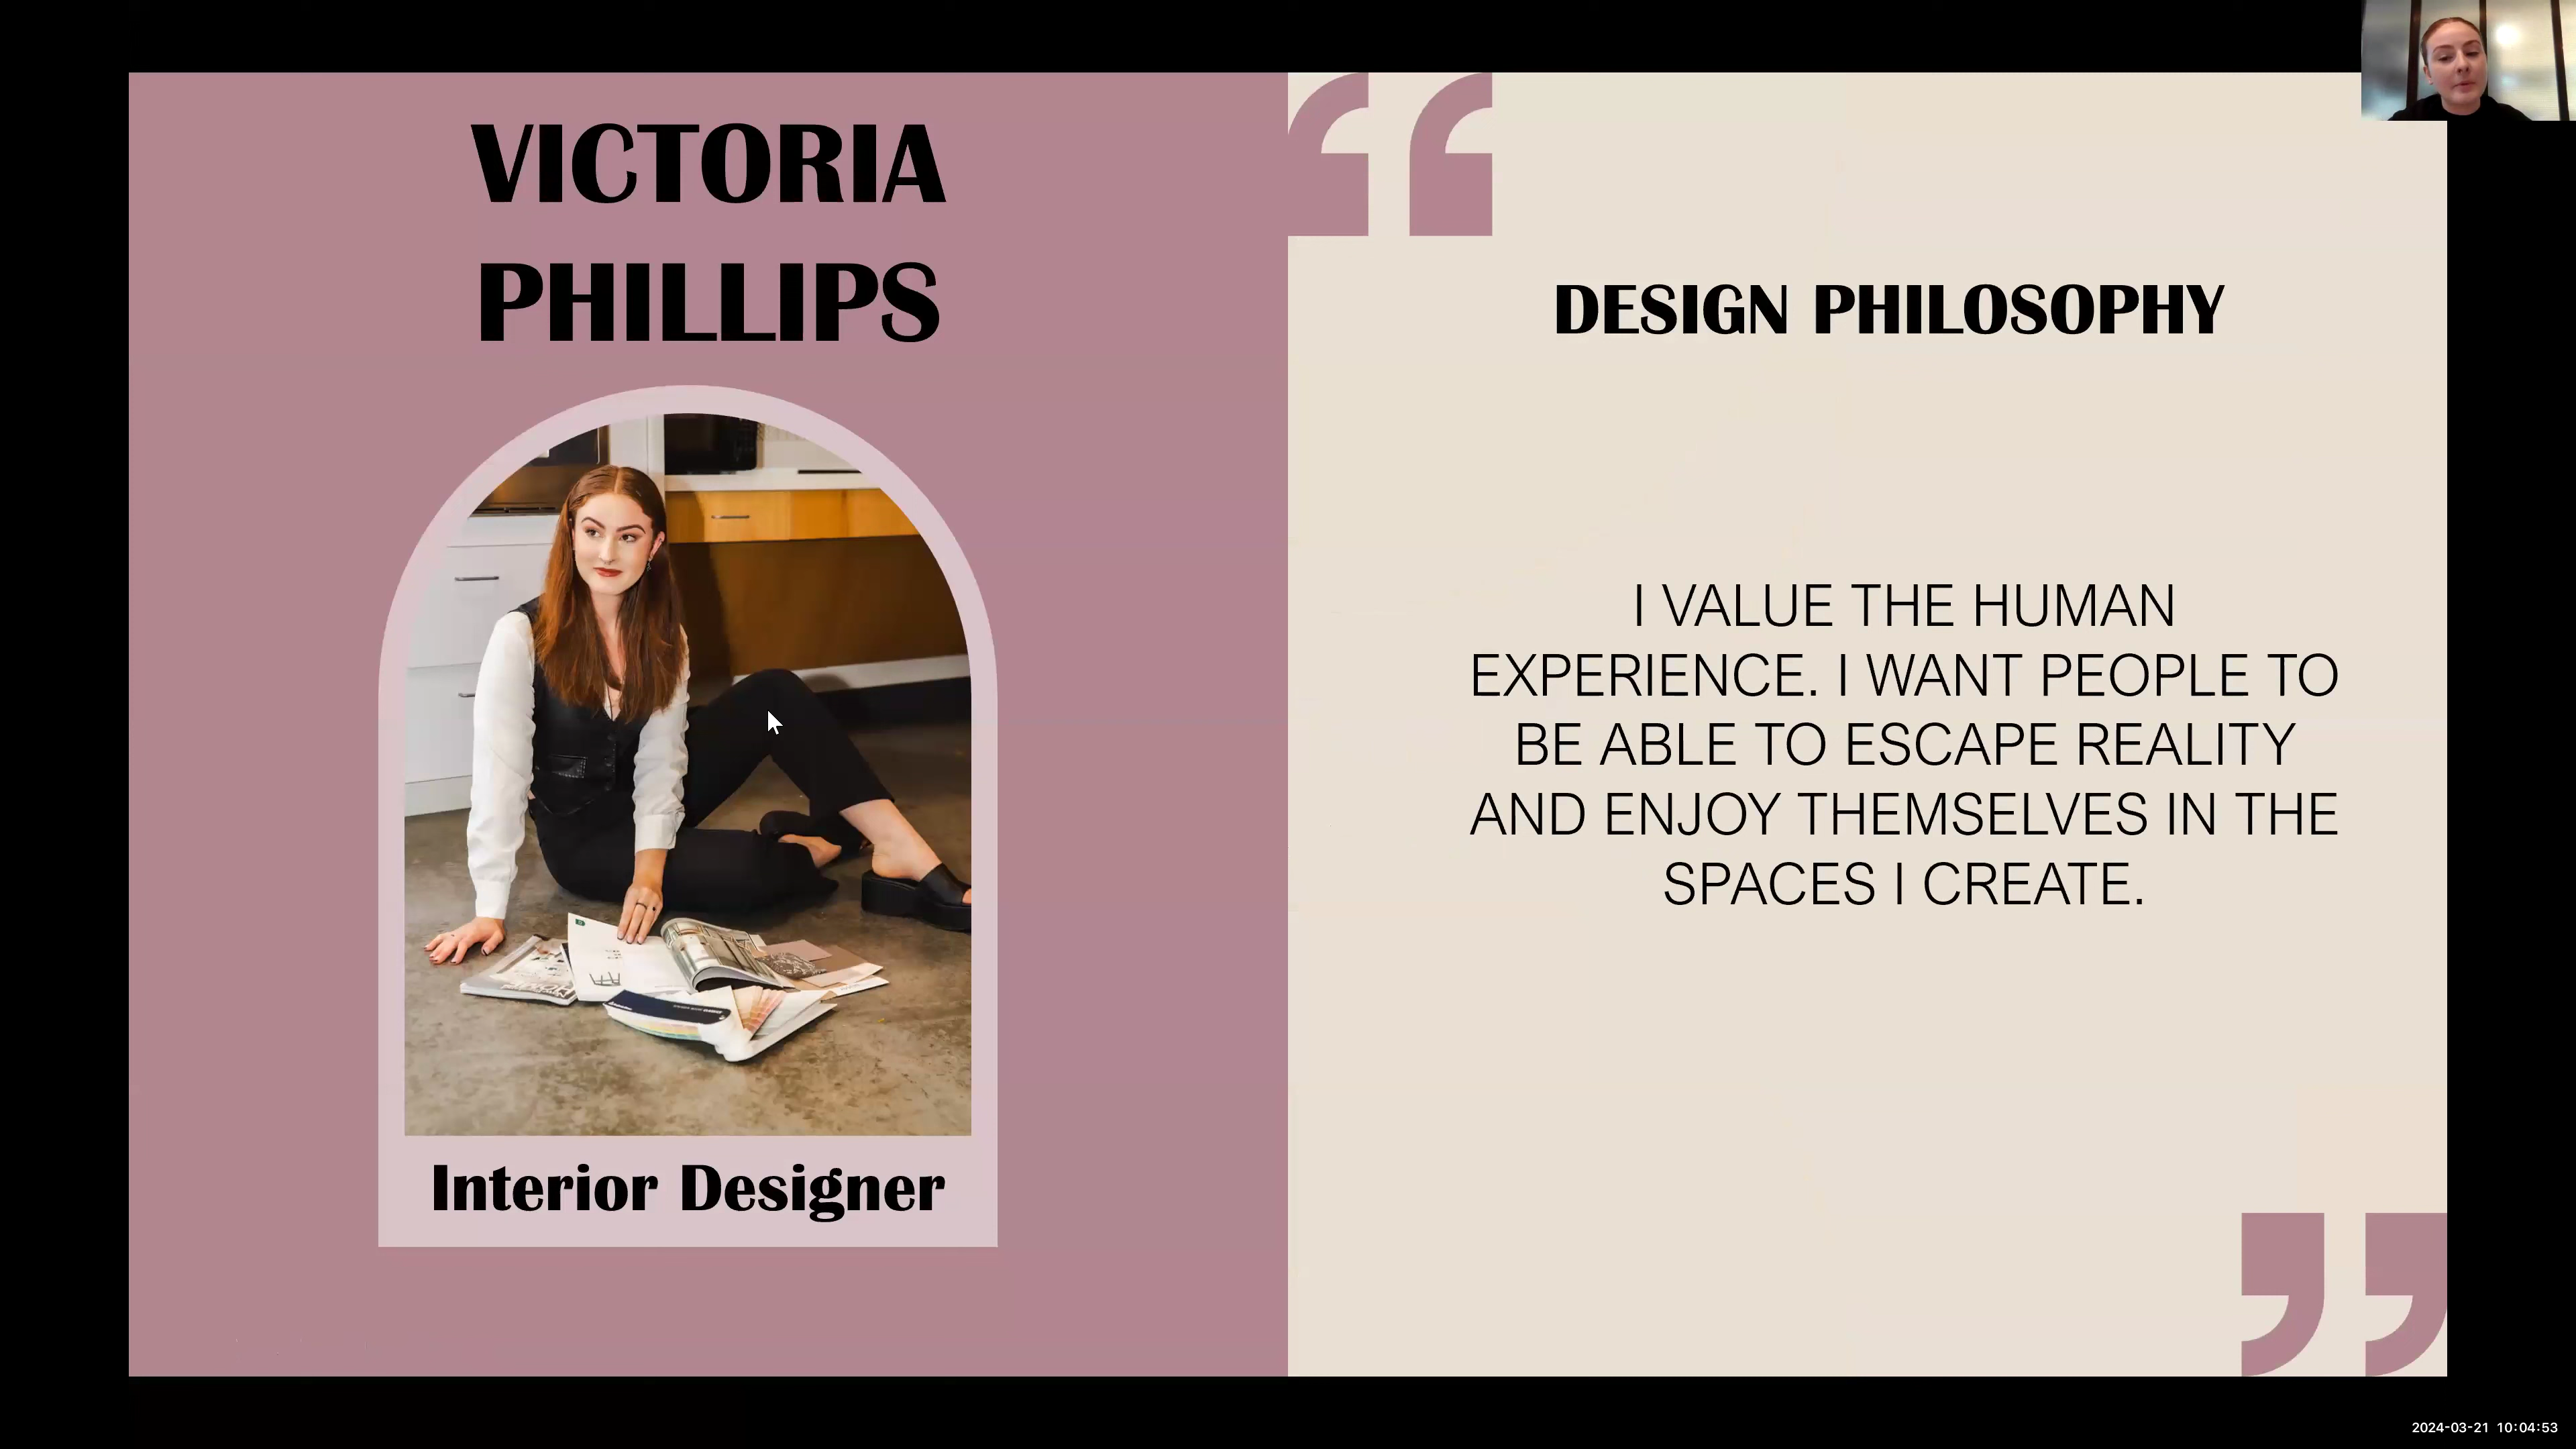 VICTORIA
PHILLIPS
Interior Designer
DESIGN PHILOSOPHY
I VALUE THE HUMAN
EXPERIENCE. I WANT PEOPLE TO
BE ABLE TO ESCAPE REALITY
AND ENJOY THEMSELVES IN THE
SPACES I CREATE.
2024-03-21 10:04:53